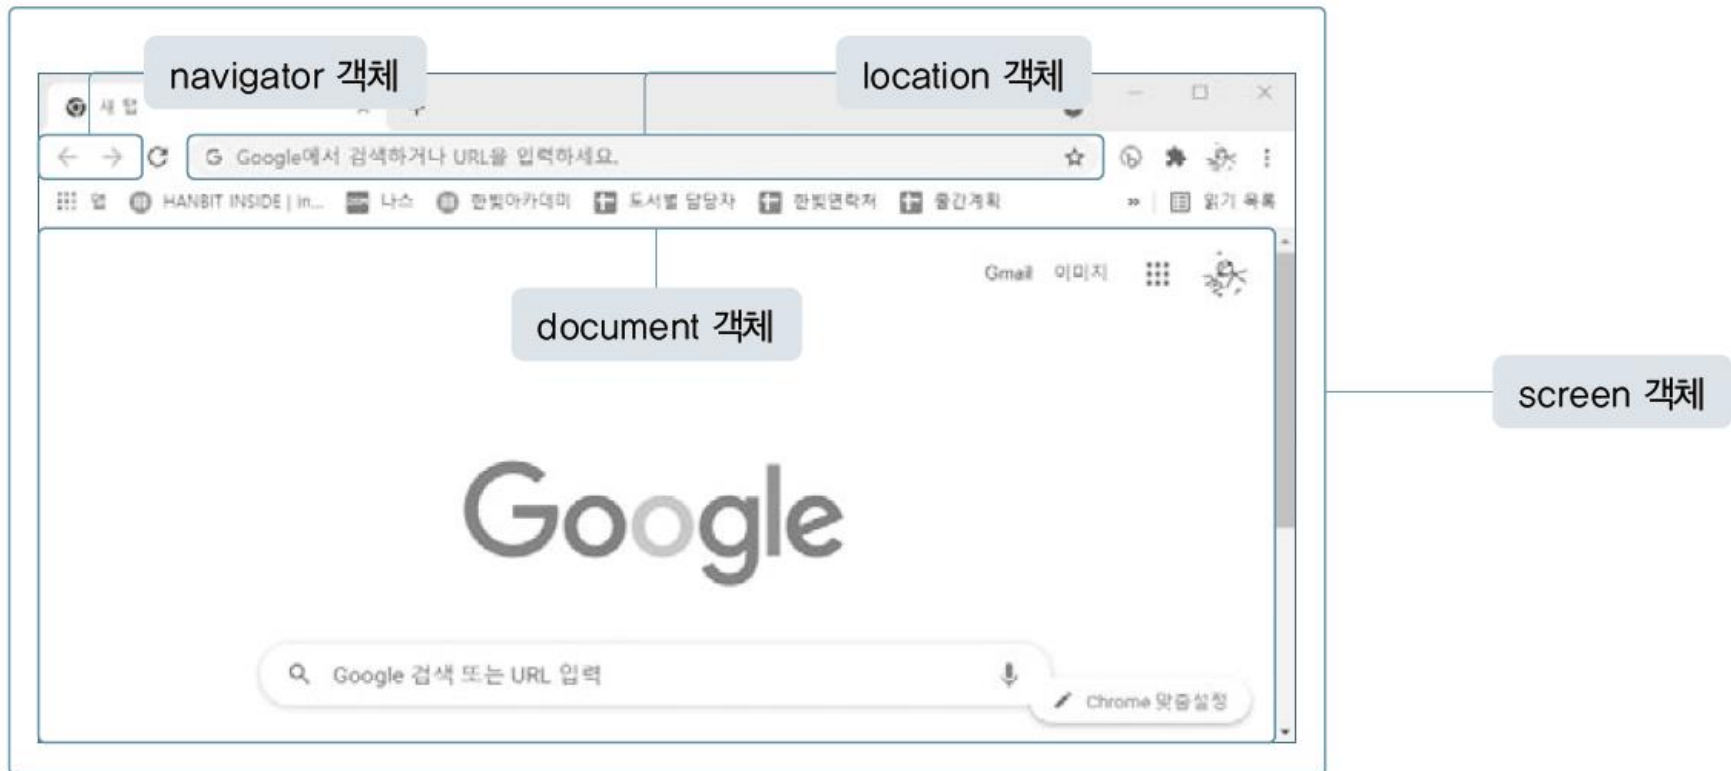 navigator 객체
location 객체
새 탭
Google에서 검색하거나 URL을 입력하세요.
앱 HANBIT INSIDE | in... 나스 한빛아카데미 도서별 담당자 한빛연락처 출간계획 » 읽기 목록
Gmail 이미지
document 객체
screen 객체
Google
Google 검색 또는 URL 입력
Chrome 맞춤설정